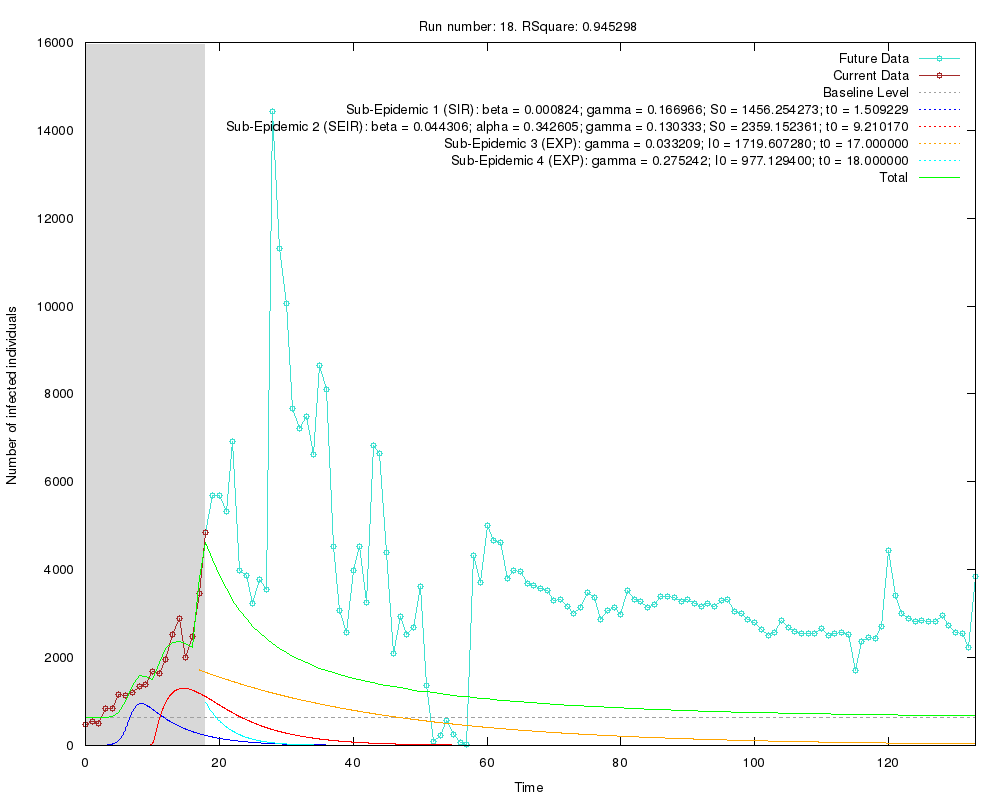 Run number: 18. RSquare: 0.945298
16000
14000
12000
10000
8000
6000
4000
2000
0
Number of infected individuals
Future Data
Current Data
Baseline Level
Sub-Epidemic 1 (SIR): beta = 0.000824; gamma = 0.166966; S0 = 1456.254273; t0 = 1.509229
Sub-Epidemic 2 (SEIR): beta = 0.044306; alpha = 0.342605; gamma = 0.130333; S0 = 2359.152361; t0 = 9.210170
Sub-Epidemic 3 (EXP): gamma = 0.033209; I0 = 1719.607280; t0 = 17.000000
Sub-Epidemic 4 (EXP): gamma = 0.275242; I0 = 977.129400; t0 = 18.000000
Total
0 20 40 60 80 100 120
Time